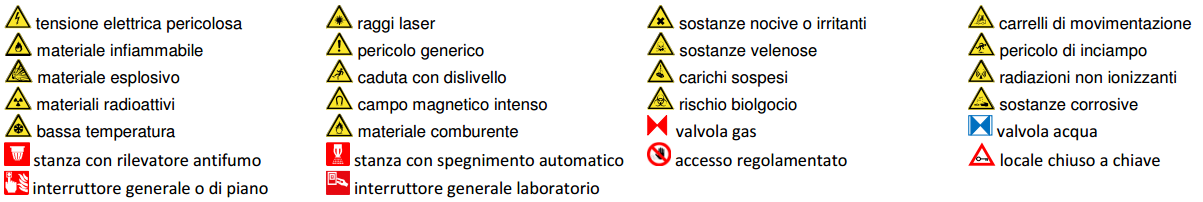 tensione elettrica pericolosa raggi laser sostanze nocive o irritanti carrelli di movimentazione
materiale infiammabile pericolo generico sostanze velenose pericolo di inciampo
materiale esplosivo caduta con dislivello carichi sospesi radiazioni non ionizzanti
materiali radioattivi campo magnetico intenso rischio biolgocio sostanze corrosive
bassa temperatura materiale comburente valvola gas valvola acqua
stanza con rilevatore antifumo stanza con spegnimento automatico accesso regolamentato locale chiuso a chiave
interruttore generale o di piano interruttore generale laboratorio